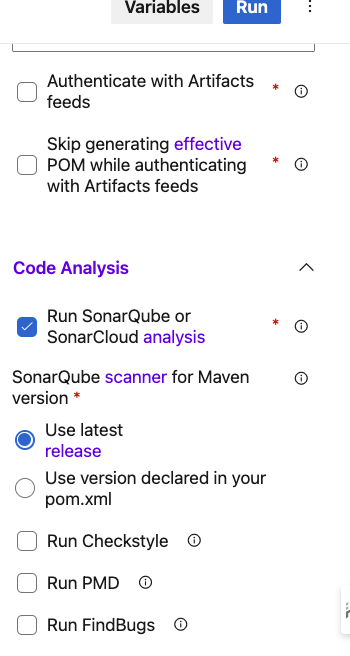 Variables
Run
Authenticate with Artifacts
feeds *
Skip generating effective
POM while authenticating *
with Artifacts feeds
Code Analysis
Run SonarQube or
SonarCloud analysis *
SonarQube scanner for Maven
version *
Use latest
release
Use version declared in your
pom.xml
Run Checkstyle
Run PMD
Run FindBugs